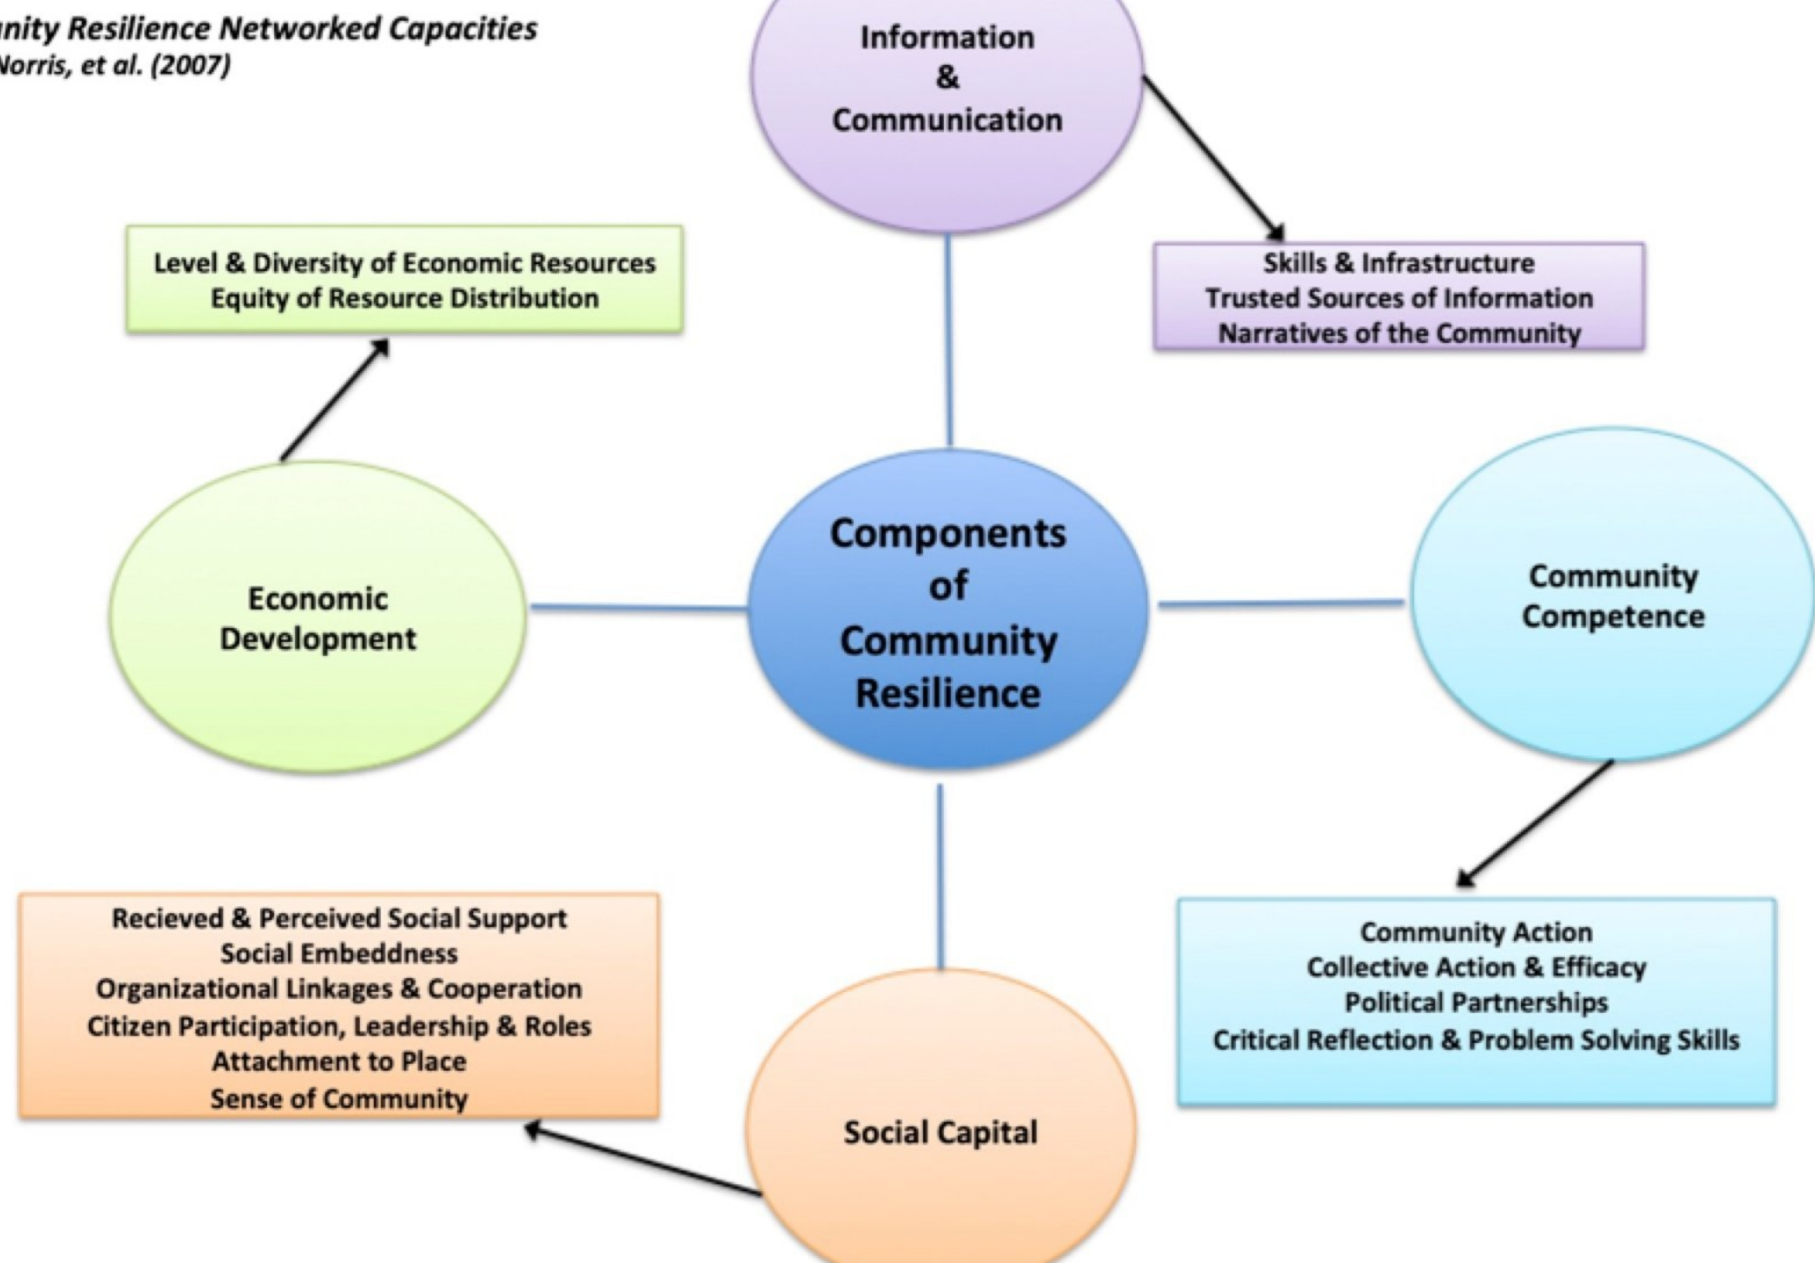 nity Resilience Networked Capacities
Norris, et al. (2007)
Information
&
Communication
Level & Diversity of Economic Resources
Equity of Resource Distribution
Skills & Infrastructure
Trusted Sources of Information
Narratives of the Community
Economic
Development
Components
of
Community
Resilience
Community
Competence
Recieved & Perceived Social Support
Social Embeddness
Organizational Linkages & Cooperation
Citizen Participation, Leadership & Roles
Attachment to Place
Sense of Community
Community Action
Collective Action & Efficacy
Political Partnerships
Critical Reflection & Problem Solving Skills
Social Capital